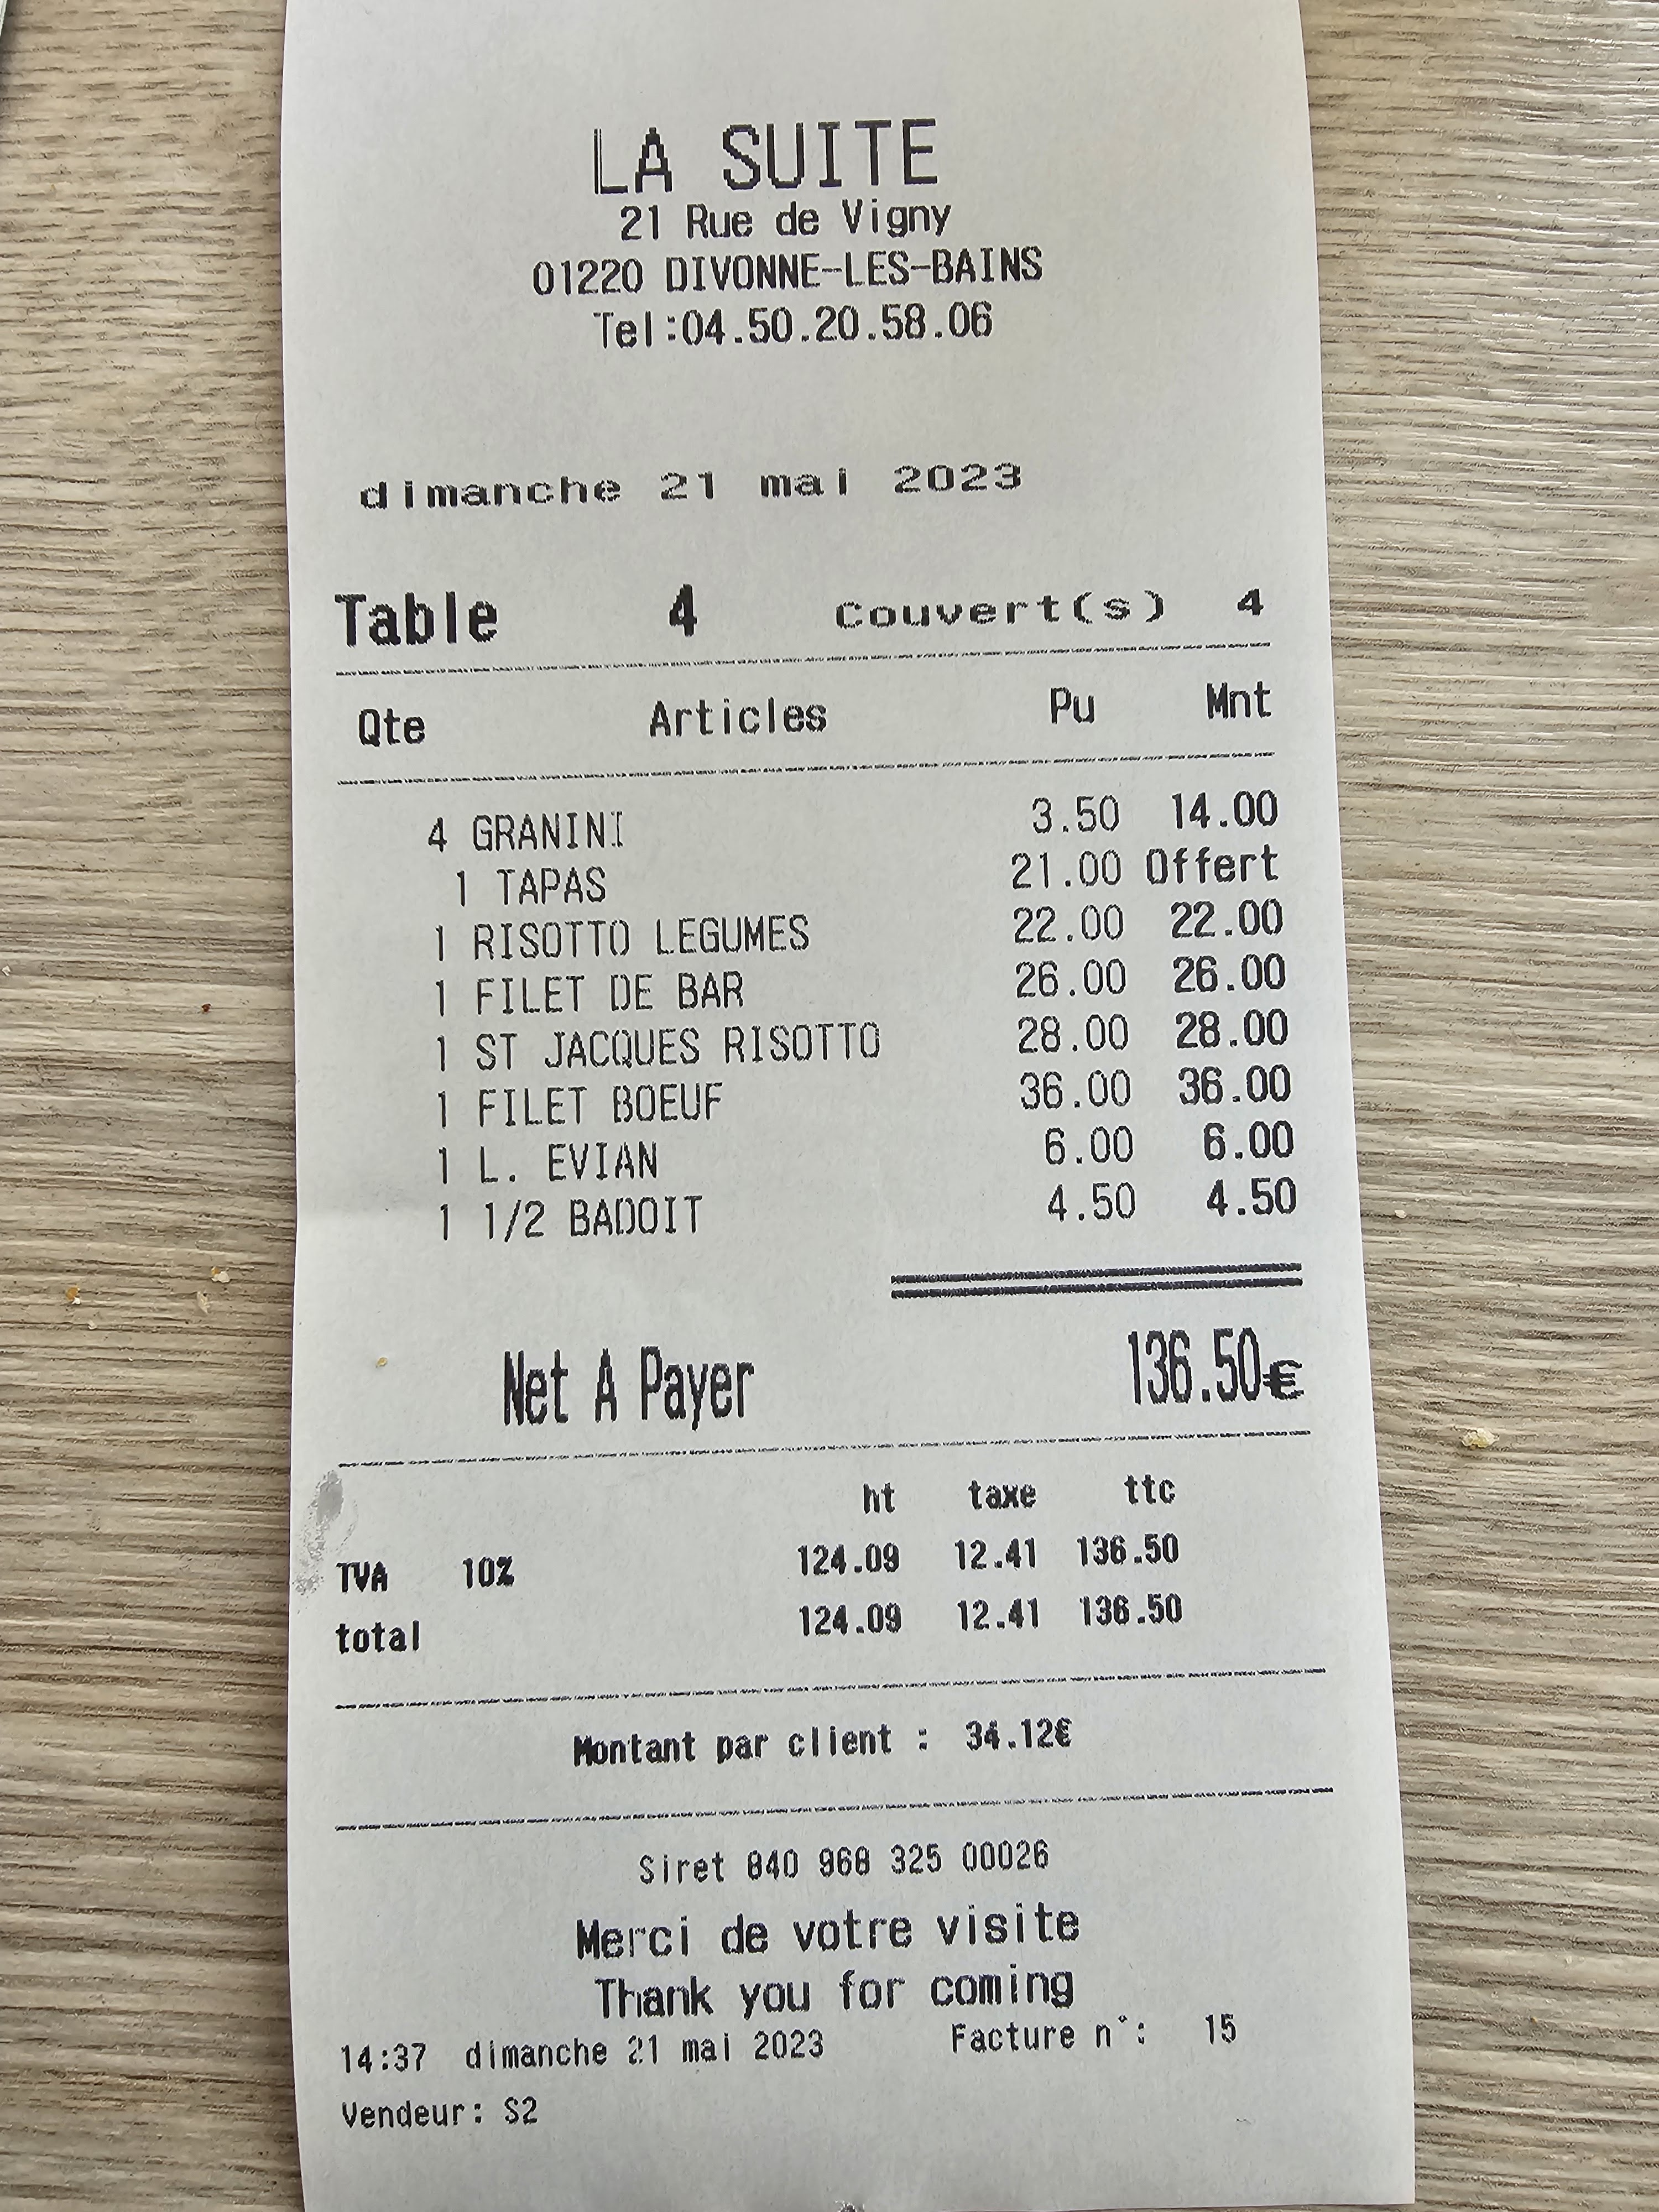 LA SUITE
21 Rue de Vigny
01220 DIVONNE-LES-BAINS
Tel:04.50.20.58.06
dimanche 21 mai 2023
Table 4 Couvert(s) 4
Qte Articles Pu Mnt
4 GRANINI 3.50 14.00
1 TAPAS 21.00 Offert
1 RISOTTO LEGUMES 22.00 22.00
1 FILET DE BAR 26.00 26.00
1 ST JACQUES RISOTTO 28.00 28.00
1 FILET BOEUF 36.00 36.00
1 L. EVIAN 6.00 6.00
1 1/2 BADOIT 4.50 4.50
Net A Payer 136.50€
ht taxe ttc
TVA 10% 124.09 12.41 136.50
total 124.09 12.41 136.50
Montant par client : 34.12€
Siret 840 968 325 00026
Merci de votre visite
Thank you for coming
14:37 dimanche 21 mai 2023 Facture n°: 15
Vendeur: S2